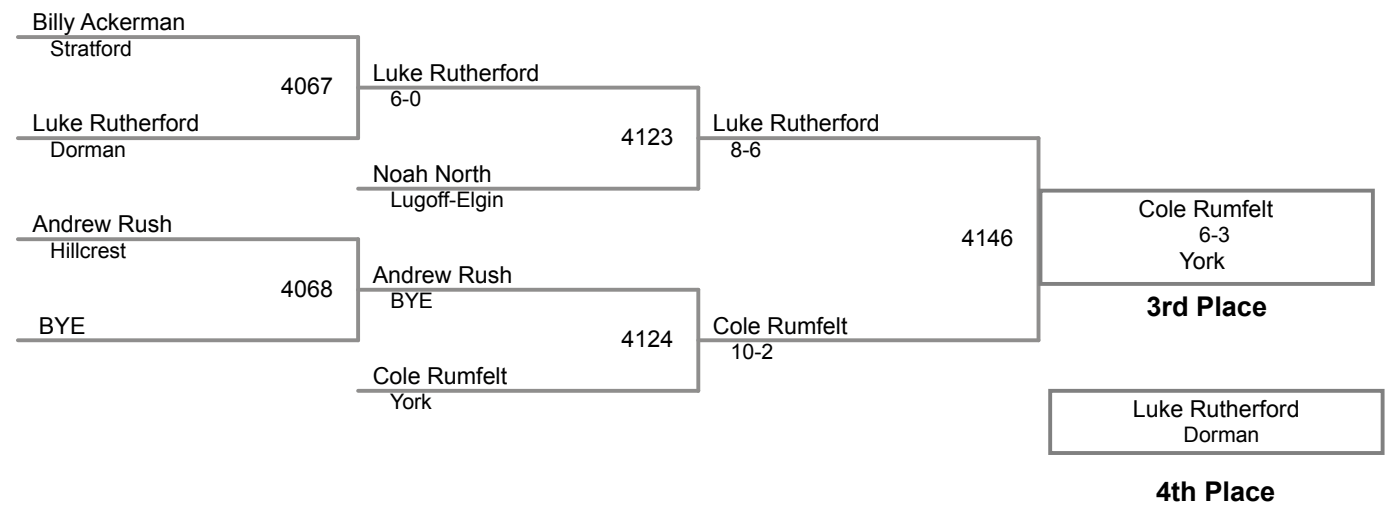 Billy Ackerman
Stratford
4067
Luke Rutherford
6-0
Luke Rutherford
Dorman
4123
Luke Rutherford
8-6
Noah North
Lugoff-Elgin
Andrew Rush
Hillcrest
4068
Andrew Rush
BYE
BYE
4124
Cole Rumfelt
10-2
Cole Rumfelt
York
4146
Cole Rumfelt
6-3
York
3rd Place
Luke Rutherford
Dorman
4th Place